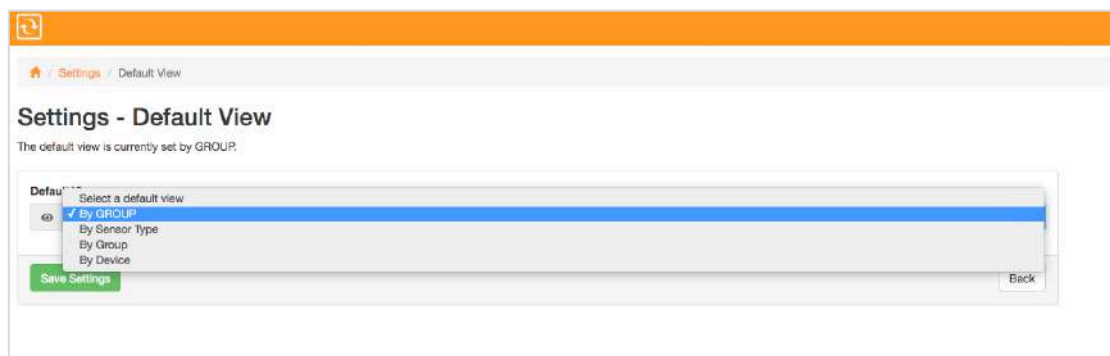 / Settings / Default View
Settings - Default View
The default view is currently set by GROUP.
Defau
Select a default view
✓ By GROUP
By Sensor Type
By Group
By Device
Save Settings
Back